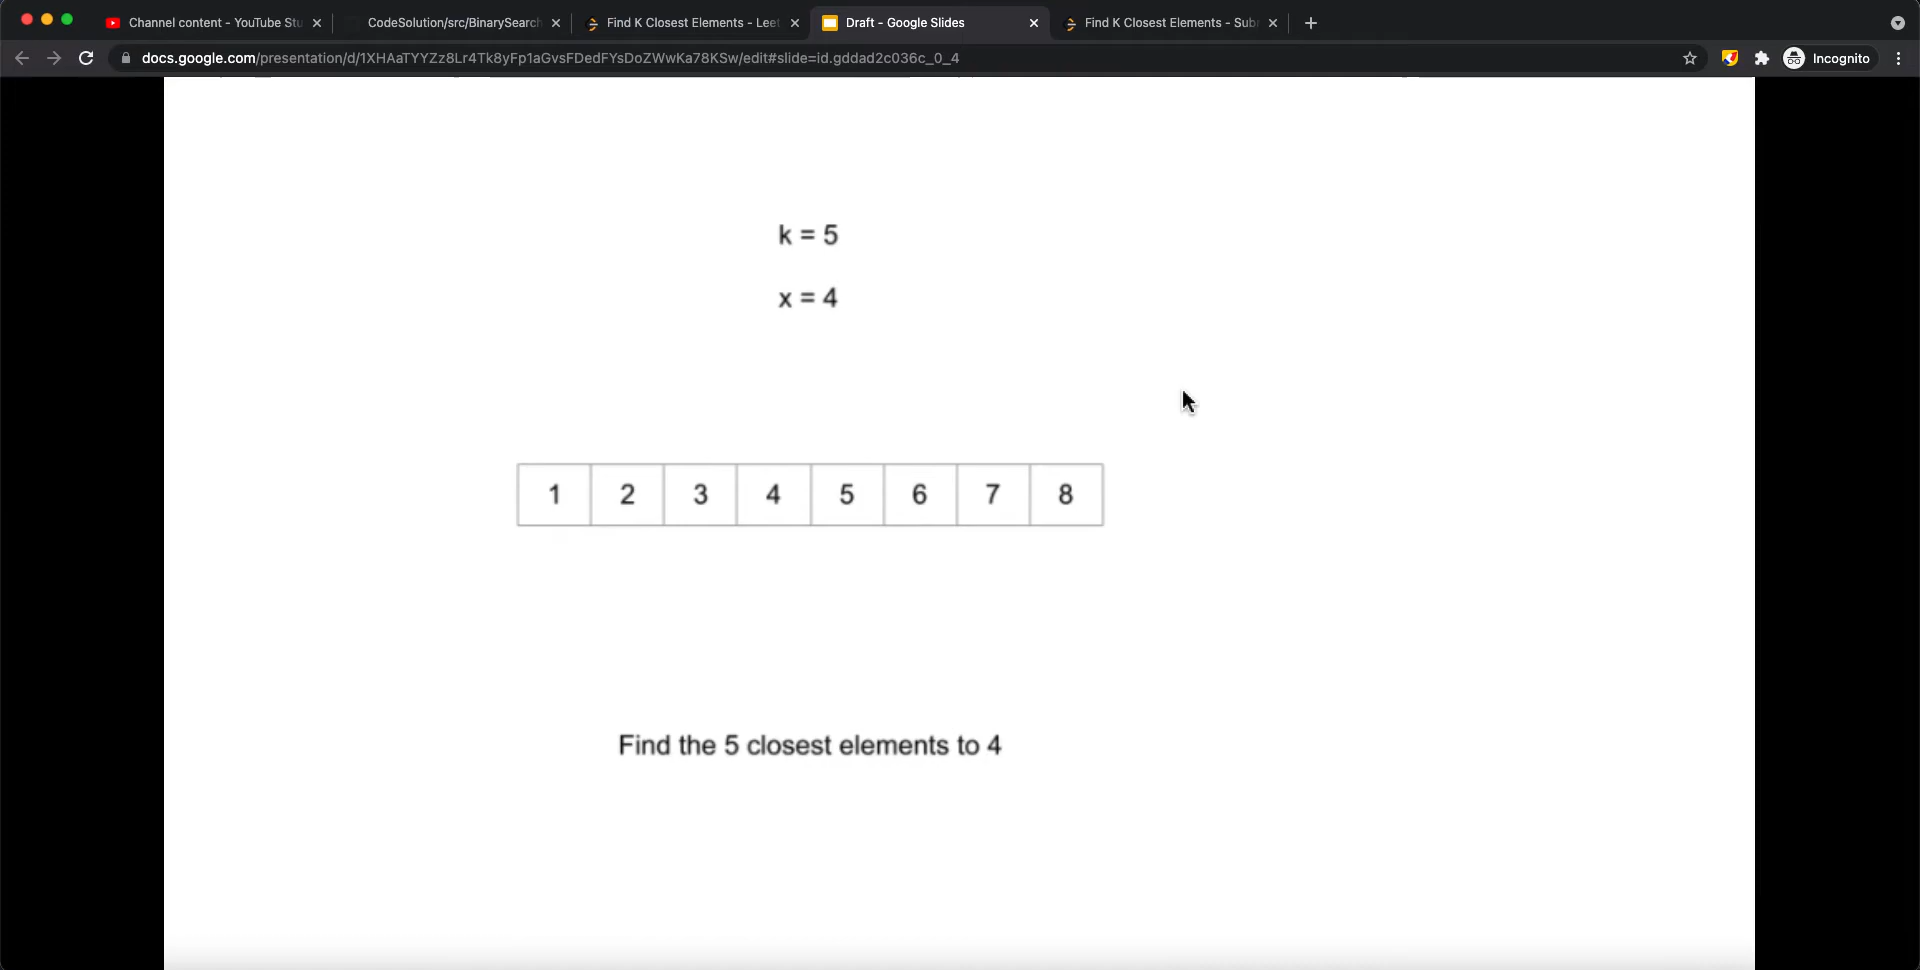 Channel content - YouTube Stu
CodeSolution/src/BinarySearch
Find K Closest Elements - Leet
Draft - Google Slides
Find K Closest Elements - Sub
docs.google.com/presentation/d/1XHAaTYYZz8Lr4Tk8yFp1aGvsFDedFYsDoZWwKa78KSw/edit#slide=id.gddad2c036c_0_4
Incognito
k = 5
x = 4
1 2 3 4 5 6 7 8
Find the 5 closest elements to 4